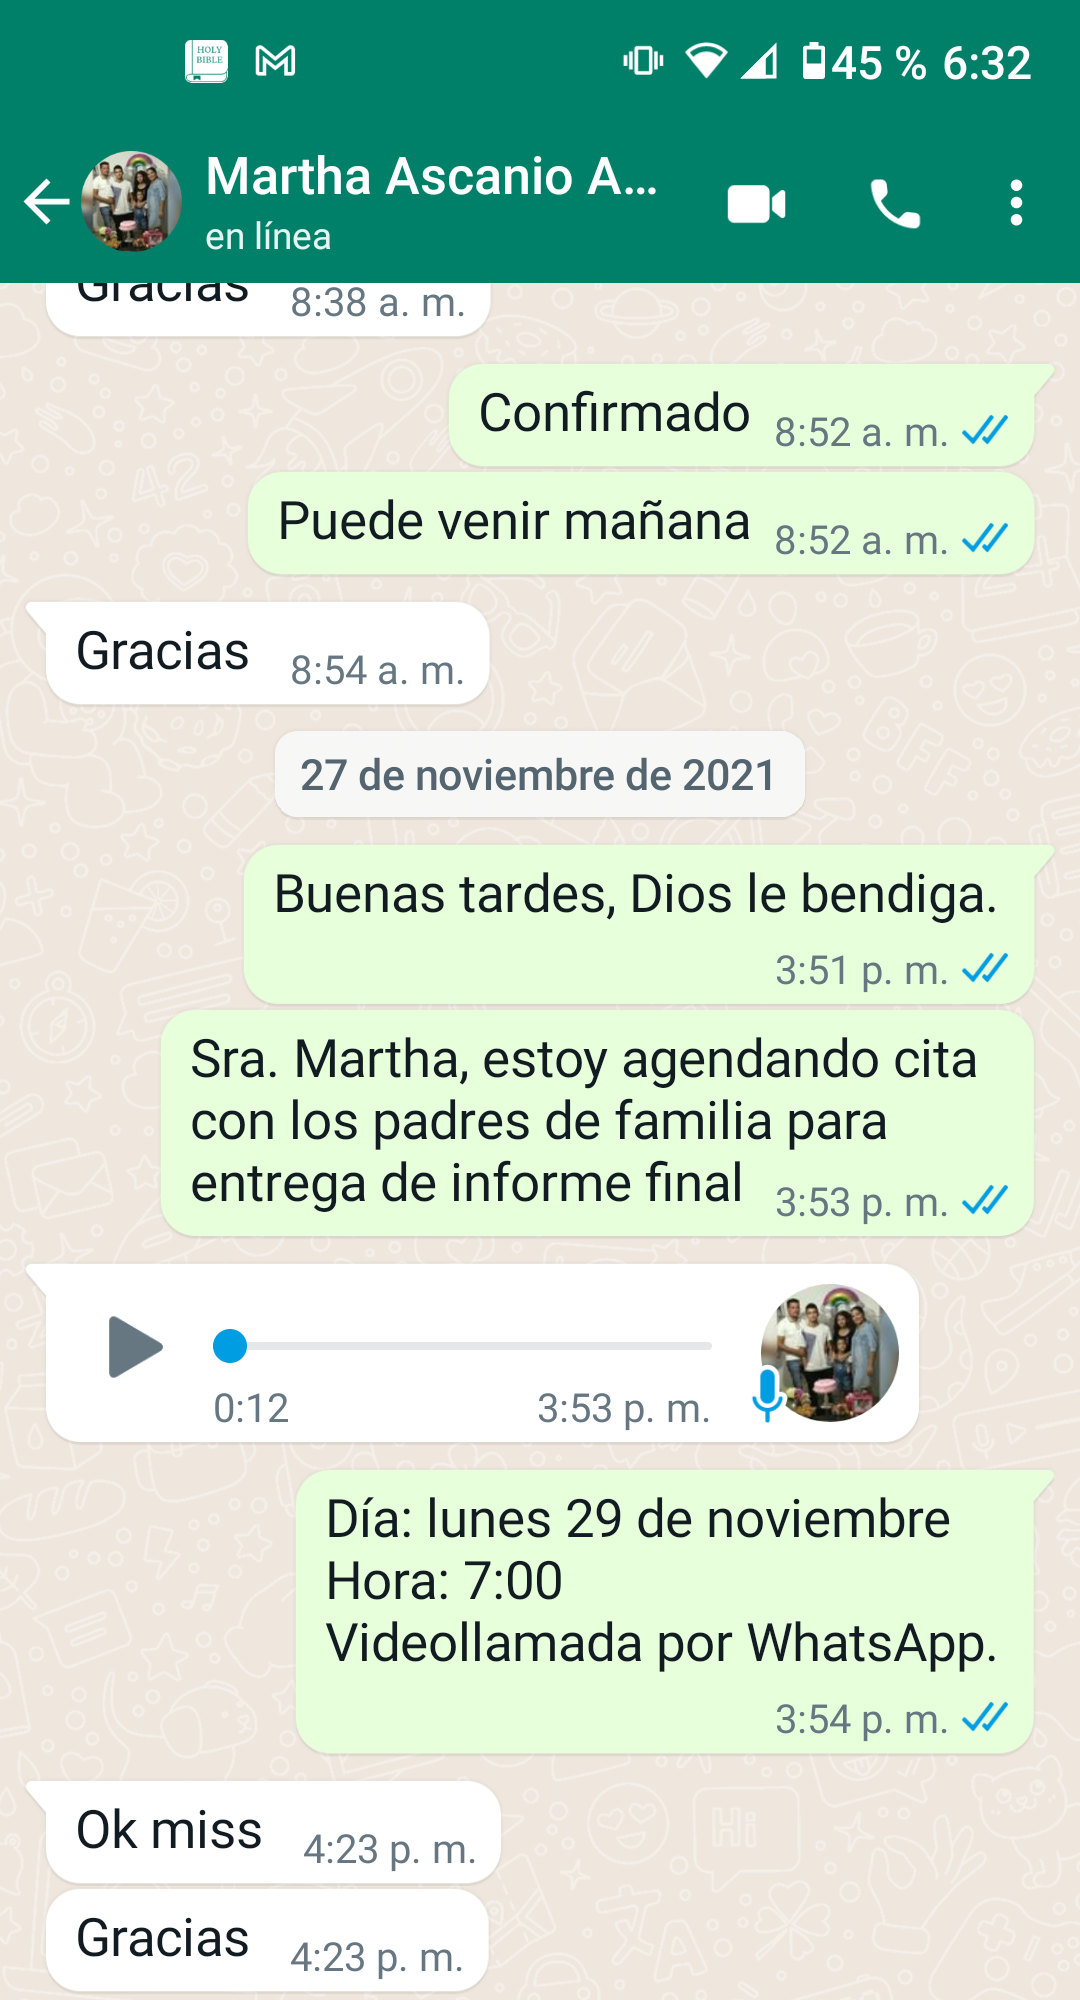 HOLY
BIBLE
45 % 6:32
Martha Ascanio A...
en línea
Gracias 8:38 a. m.
Confirmado 8:52 a. m.
Puede venir mañana 8:52 a. m.
Gracias 8:54 a. m.
27 de noviembre de 2021
Buenas tardes, Dios le bendiga.
3:51 p. m.
Sra. Martha, estoy agendando cita
con los padres de familia para
entrega de informe final 3:53 p. m.
0:12 3:53 p. m.
Día: lunes 29 de noviembre
Hora: 7:00
Videollamada por WhatsApp.
3:54 p. m.
Ok miss 4:23 p. m.
Gracias 4:23 p. m.